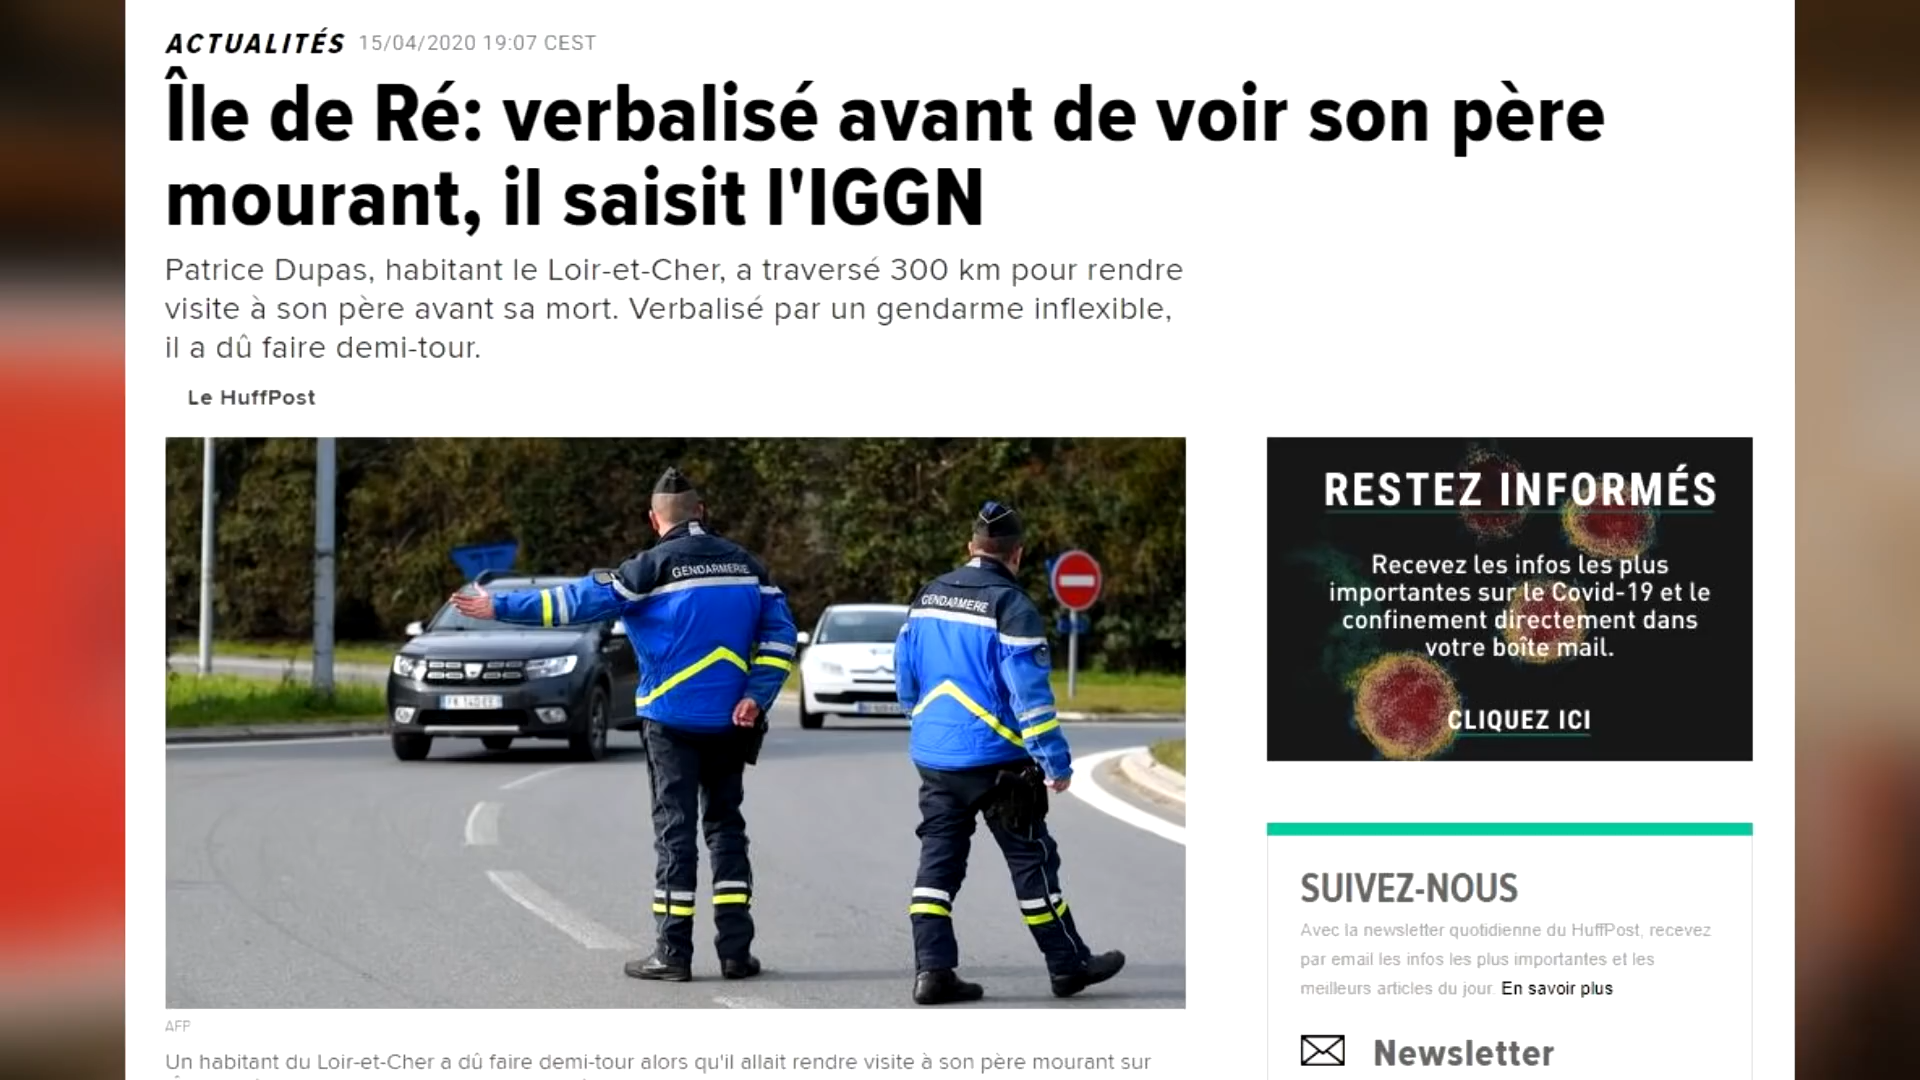 ACTUALITÉS 15/04/2020 19:07 CEST
Île de Ré: verbalisé avant de voir son père
mourant, il saisit l'IGGN
Patrice Dupas, habitant le Loir-et-Cher, a traversé 300 km pour rendre
visite à son père avant sa mort. Verbalisé par un gendarme inflexible,
il a dû faire demi-tour.
Le HuffPost
GENDARMERIE
GENDARMERIE
AFP
Un habitant du Loir-et-Cher a dû faire demi-tour alors qu'il allait rendre visite à son père mourant sur
RESTEZ INFORMÉS
Recevez les infos les plus
importantes sur le Covid-19 et le
confinement directement dans
votre boîte mail.
CLIQUEZ ICI
SUIVEZ-NOUS
Avec la newsletter quotidienne du HuffPost, recevez
par email les infos les plus importantes et les
meilleurs articles du jour. En savoir plus
Newsletter